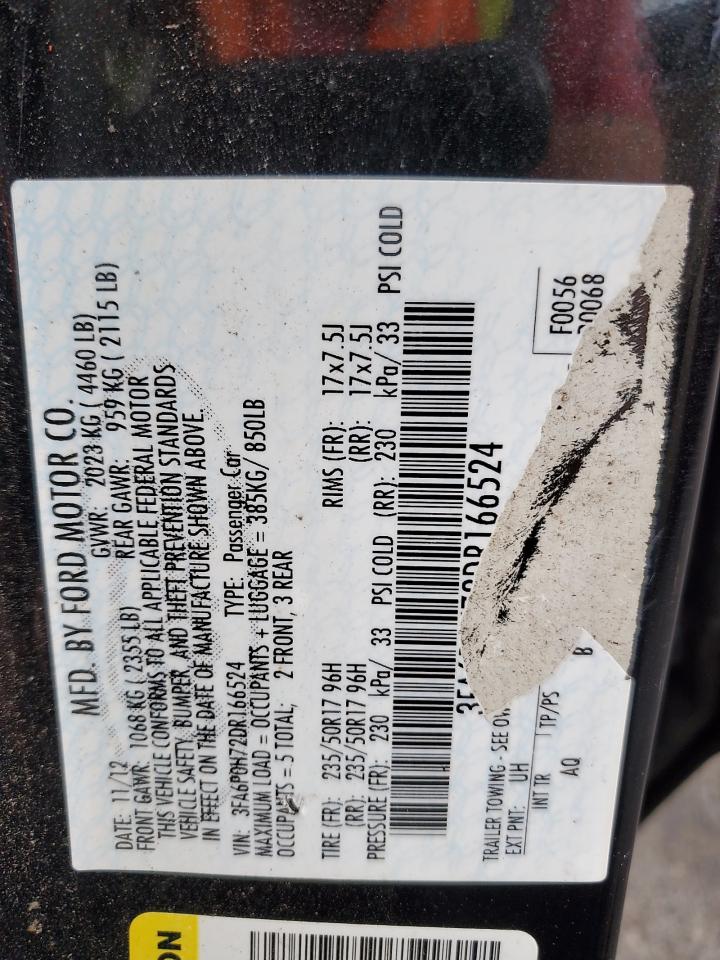 MFD. BY FORD MOTOR CO.
DATE: 11/12 GVWR: 2023 KG ( 4460 LB)
FRONT GAWR: 1068 KG (2355 LB) REAR GAWR: 959 KG ( 2115 LB)
THIS VEHICLE CONFORMS TO ALL APPLICABLE FEDERAL MOTOR
VEHICLE SAFETY, BUMPER, AND THEFT PREVENTION STANDARDS
IN EFFECT ON THE DATE OF MANUFACTURE SHOWN ABOVE.
VIN: 3FA6P0H72DR166524 TYPE: Passenger Car
MAXIMUM LOAD = OCCUPANTS + LUGGAGE = 385KG/ 850LB
OCCUPANTS = 5 TOTAL; 2 FRONT, 3 REAR
TIRE (FR): 235/50R17 96H RIMS (FR): 17x7.5J
(RR): 235/50R17 96H (RR): 17x7.5J
PRESSURE (FR): 230 kPa/ 33 PSI COLD (RR): 230 kPa/ 33 PSI COLD
72DR166524
TRAILER TOWING - SEE
EXT PNT: UH F0056
INT TR TP/PS 0068
AQ B
ON